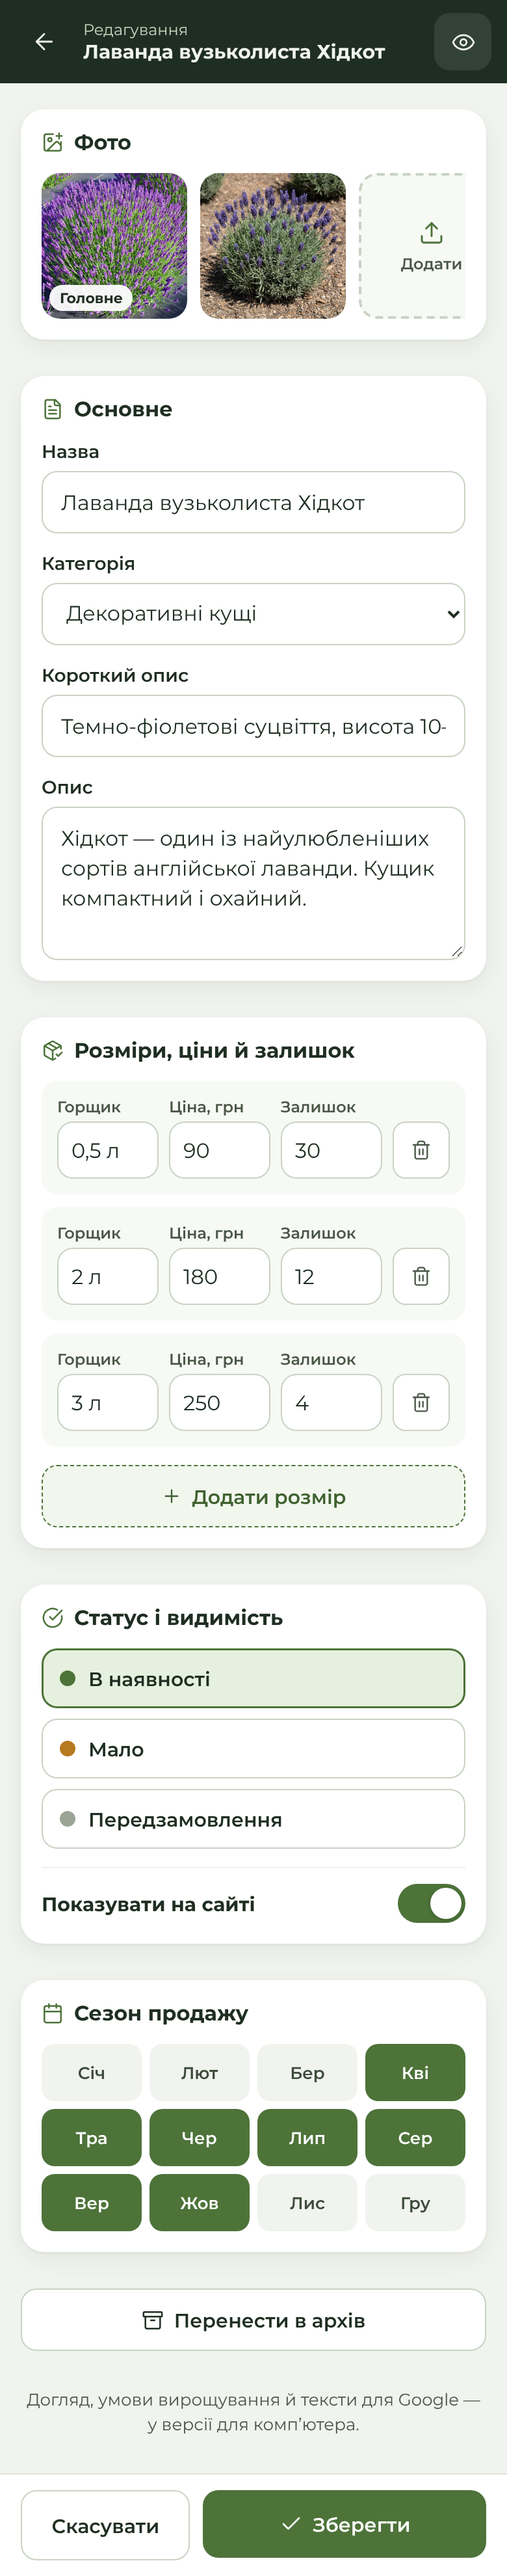 Редагування
Лаванда вузьколиста Хідкот
Фото
Головне
Додати
Основне
Назва
Лаванда вузьколиста Хідкот
Категорія
Декоративні кущі
Короткий опис
Темно-фіолетові суцвіття, висота 10-
Опис
Хідкот — один із найулюбленіших
сортів англійської лаванди. Кущик
компактний і охайний.
Розміри, ціни й залишок
Горщик Ціна, грн Залишок
0,5 л 90 30
Горщик Ціна, грн Залишок
2 л 180 12
Горщик Ціна, грн Залишок
3 л 250 4
Додати розмір
Статус і видимість
В наявності
Мало
Передзамовлення
Показувати на сайті
Сезон продажу
Січ Лют Бер Кві
Тра Чер Лип Сер
Вер Жов Лис Гру
Перенести в архів
Догляд, умови вирощування й тексти для Google —
у версії для комп’ютера.
Скасувати
Зберегти